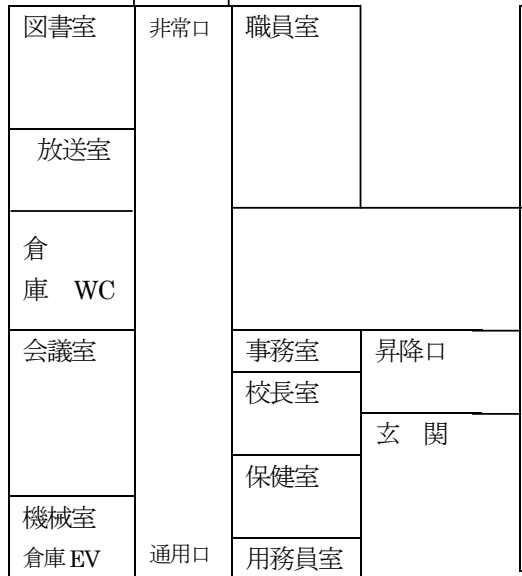 図書室
非常口
職員室
放送室
倉
庫 WC
会議室
事務室
昇降口
校長室
玄 関
保健室
機械室
倉庫 EV
通用口
用務員室